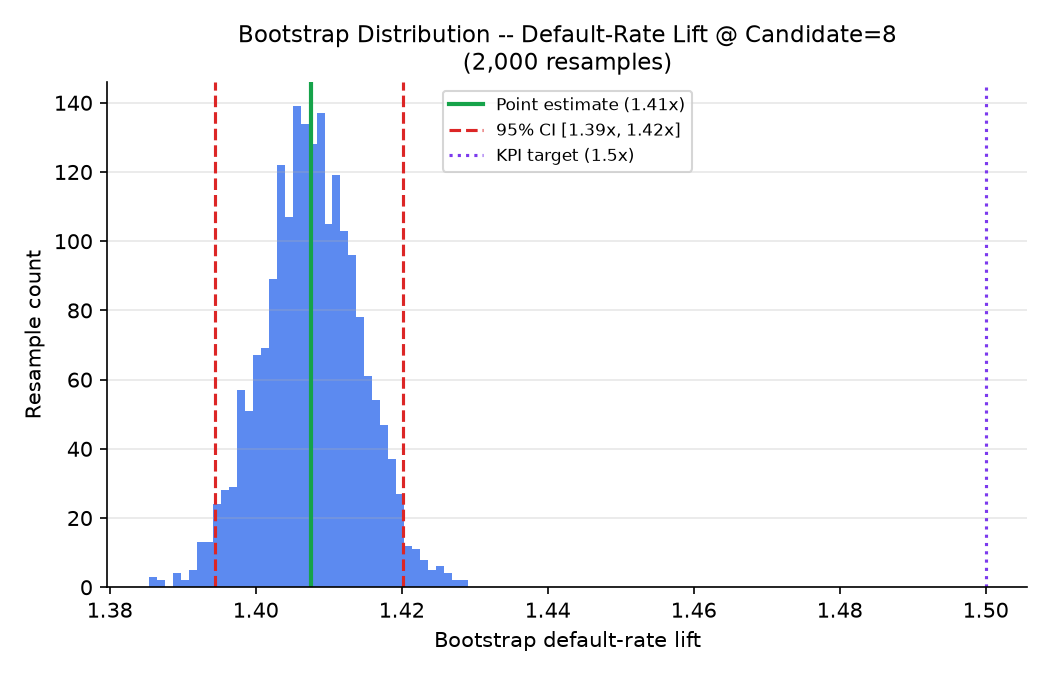 Bootstrap Distribution -- Default-Rate Lift @ Candidate=8
(2,000 resamples)
Point estimate (1.41x)
95% CI [1.39x, 1.42x]
KPI target (1.5x)
Resample count
140
120
100
80
60
40
20
0
1.38
1.40
1.42
1.44
1.46
1.48
1.50
Bootstrap default-rate lift